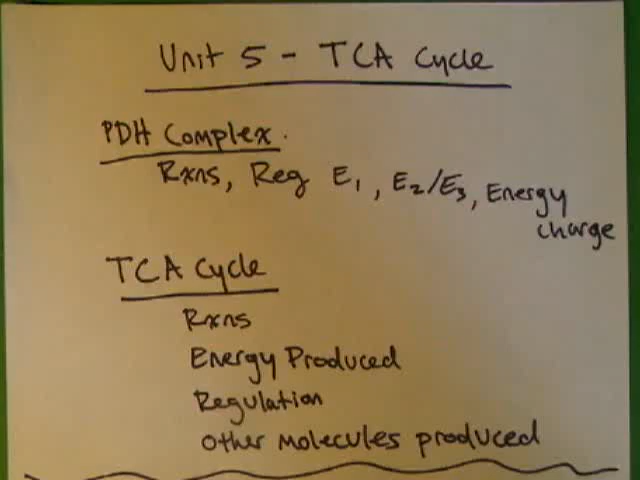 Unit 5 - TCA Cycle
PDH Complex.
Rxns, Reg E1, E2/E3, Energy
charge
TCA Cycle
Rxns
Energy Produced
Regulation
Other molecules produced